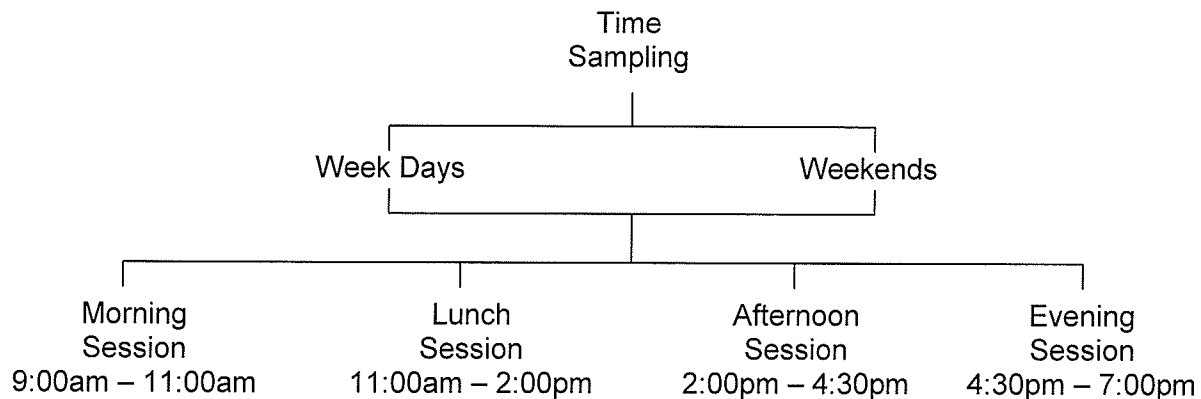 Time
Sampling
Week Days
Weekends
Morning
Session
9:00am – 11:00am
Lunch
Session
11:00am – 2:00pm
Afternoon
Session
2:00pm – 4:30pm
Evening
Session
4:30pm – 7:00pm